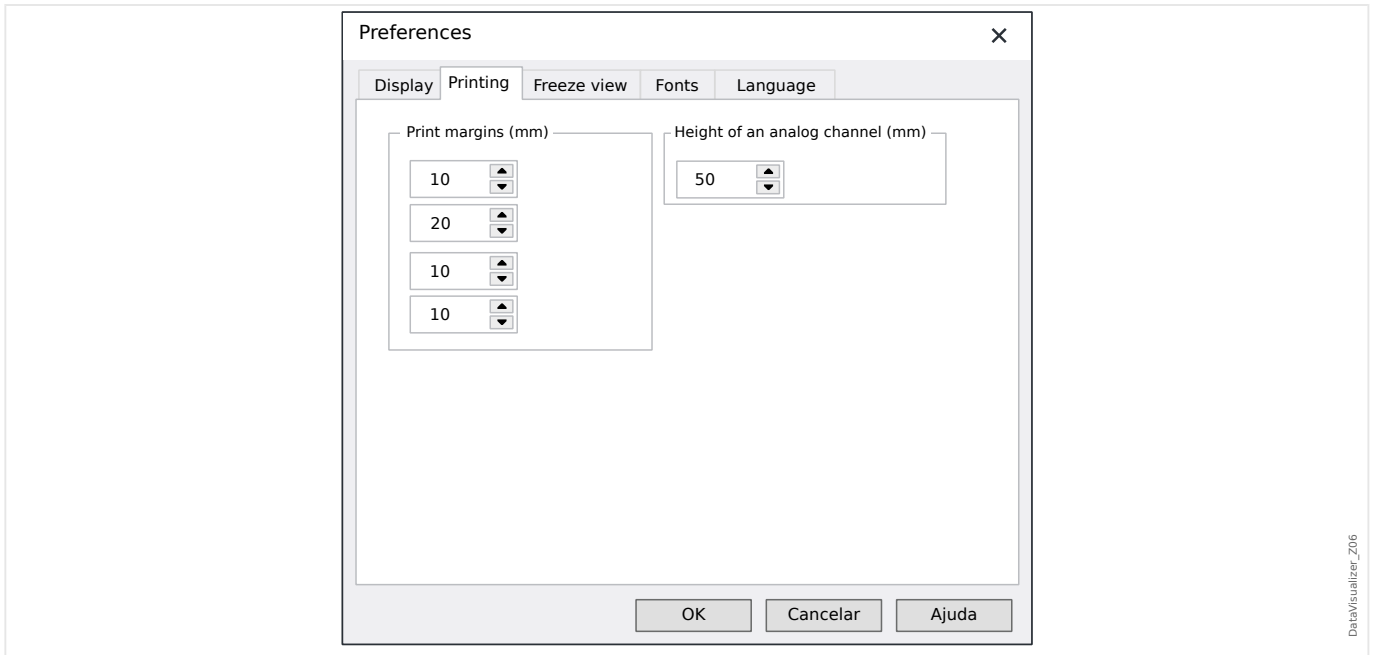 Preferences
Display Printing Freeze view Fonts Language
Print margins (mm) Height of an analog channel (mm)
10 50
20
10
10
OK Cancelar Ajuda
DataVisualizer_Z06